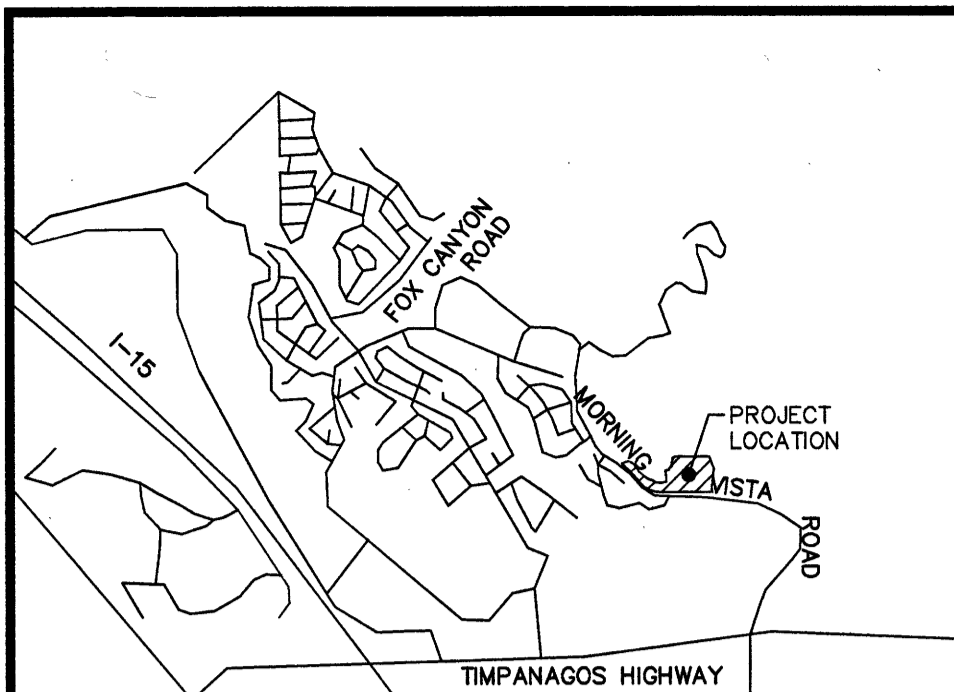 FOX CANYON
ROAD
I-15
MORNING
VISTA
ROAD
PROJECT
LOCATION
TIMPANAGOS HIGHWAY